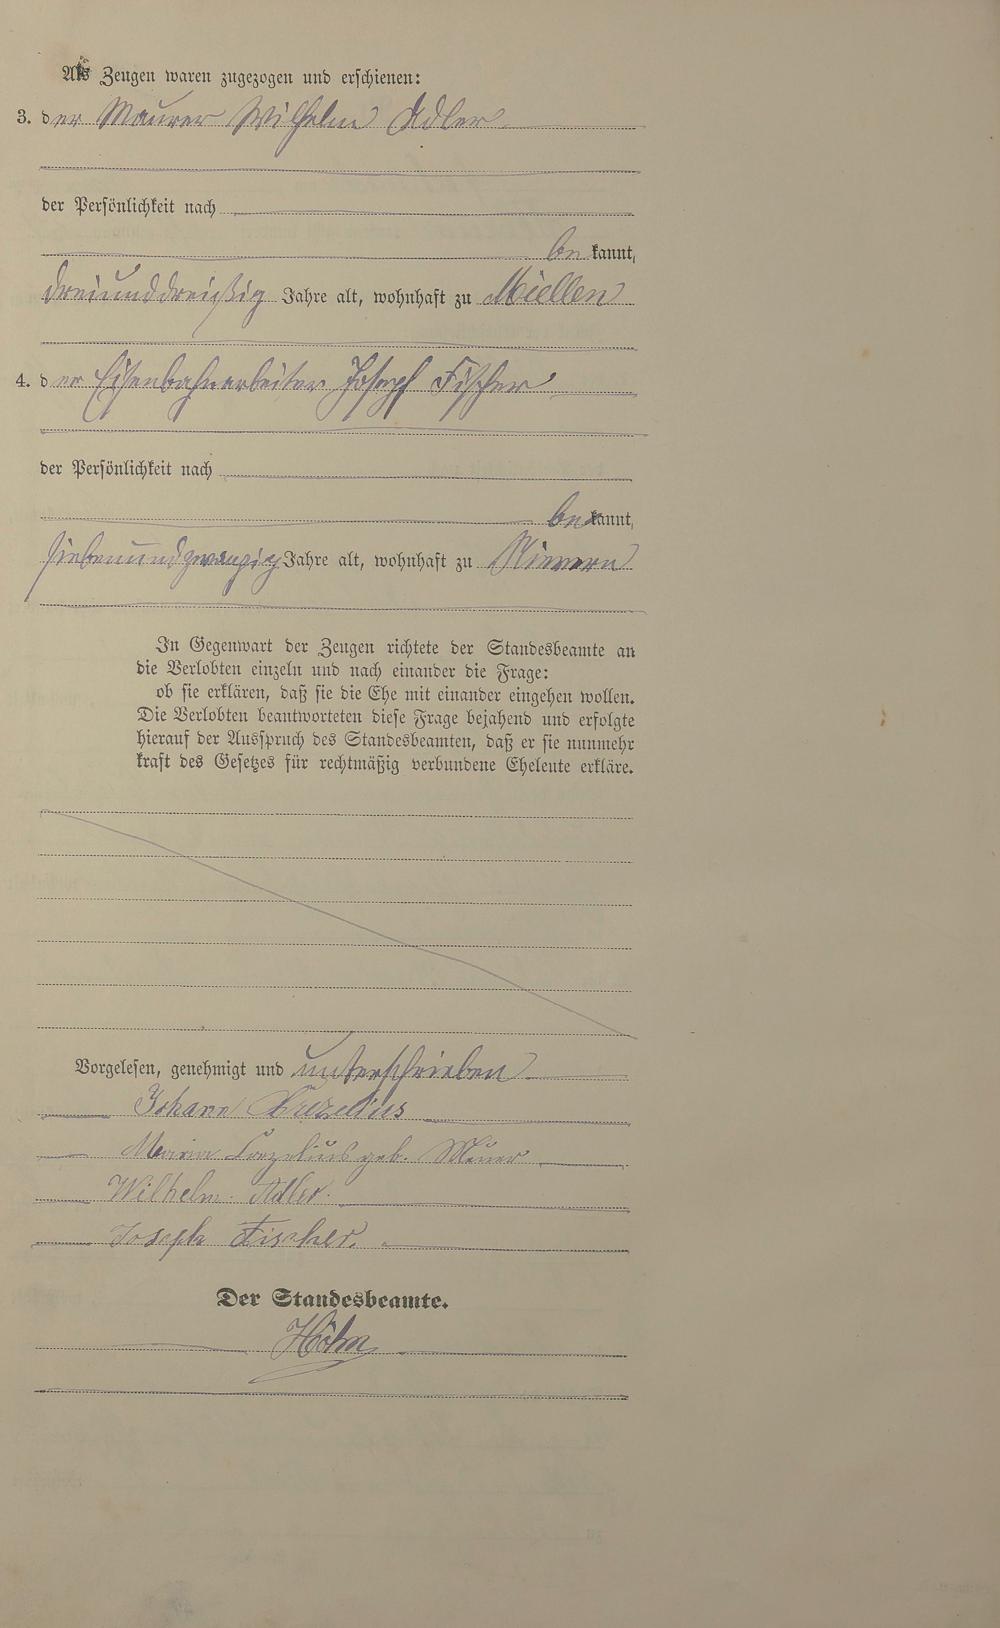 Als Zeugen waren zugezogen und erschienen:
3. der Maurer Wilhelm Adler
der Persönlichkeit nach
bekannt,
dreiunddreißig Jahre alt, wohnhaft zu Miellen
4. der Eisenbahnarbeiter Joseph Fischer
der Persönlichkeit nach
bekannt,
siebenundzwanzig Jahre alt, wohnhaft zu Nievern
In Gegenwart der Zeugen richtete der Standesbeamte an
die Verlobten einzeln und nach einander die Frage:
ob sie erklären, daß sie die Ehe mit einander eingehen wollen.
Die Verlobten beantworteten diese Frage bejahend und erfolgte
hierauf der Ausspruch des Standesbeamten, daß er sie nunmehr
kraft des Gesetzes für rechtmäßig verbundene Eheleute erkläre.
Vorgelesen, genehmigt und unterschrieben
Johann
Maria geb.
Wilhelm Adler.
Joseph Fischer.
Der Standesbeamte.